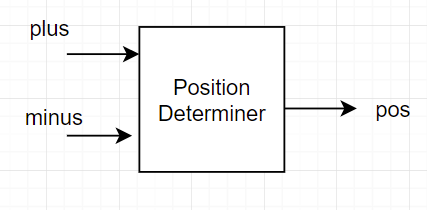 plus
minus
Position
Determiner
pos